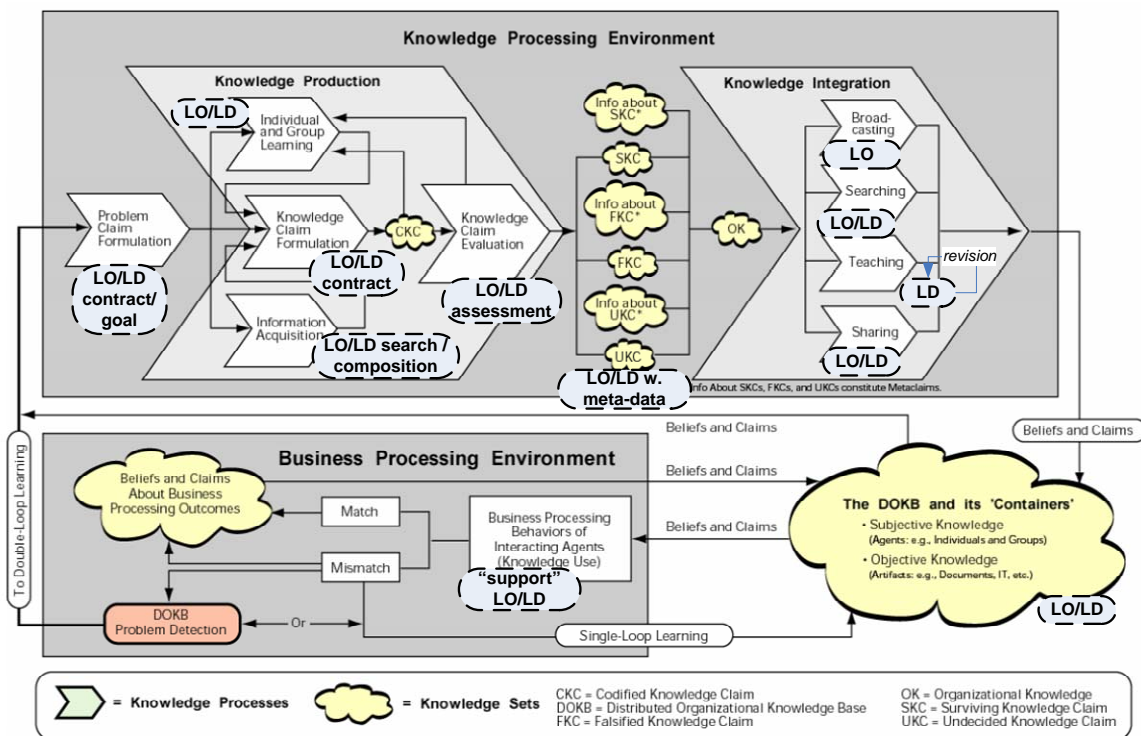 Knowledge Processing Environment
Knowledge Production
LO/LD
Individual
and Group
Learning
Problem
Claim
Formulation
LO/LD
contract/
goal
Knowledge
Claim
Formulation
LO/LD
contract
CKC
Knowledge
Claim
Evaluation
LO/LD
assessment
Information
Acquisition
LO/LD search /
composition
Info about
SKC*
SKC
Info about
FKC*
FKC
Info about
UKC*
UKC
LO/LD w.
meta-data
OK
Knowledge Integration
Broad-
casting
LO
Searching
LO/LD
Teaching
revision
LD
Sharing
LO/LD
nfo About SKCs, FKCs, and UKCs constitute Metaclaims.
Beliefs and Claims
Beliefs and Claims
Beliefs and Claims
Beliefs and Claims
To Double-Loop Learning
Business Processing Environment
Beliefs and Claims
About Business
Processing Outcomes
Match
Mismatch
Business Processing
Behaviors of
Interacting Agents
(Knowledge Use)
“support”
LO/LD
DOKB
Problem Detection
Or
Single-Loop Learning
The DOKB and its 'Containers'
• Subjective Knowledge
(Agents: e.g., Individuals and Groups)
• Objective Knowledge
(Artifacts: e.g., Documents, IT, etc.)
LO/LD
= Knowledge Processes
= Knowledge Sets
CKC = Codified Knowledge Claim
DOKB = Distributed Organizational Knowledge Base
FKC = Falsified Knowledge Claim
OK = Organizational Knowledge
SKC = Surviving Knowledge Claim
UKC = Undecided Knowledge Claim